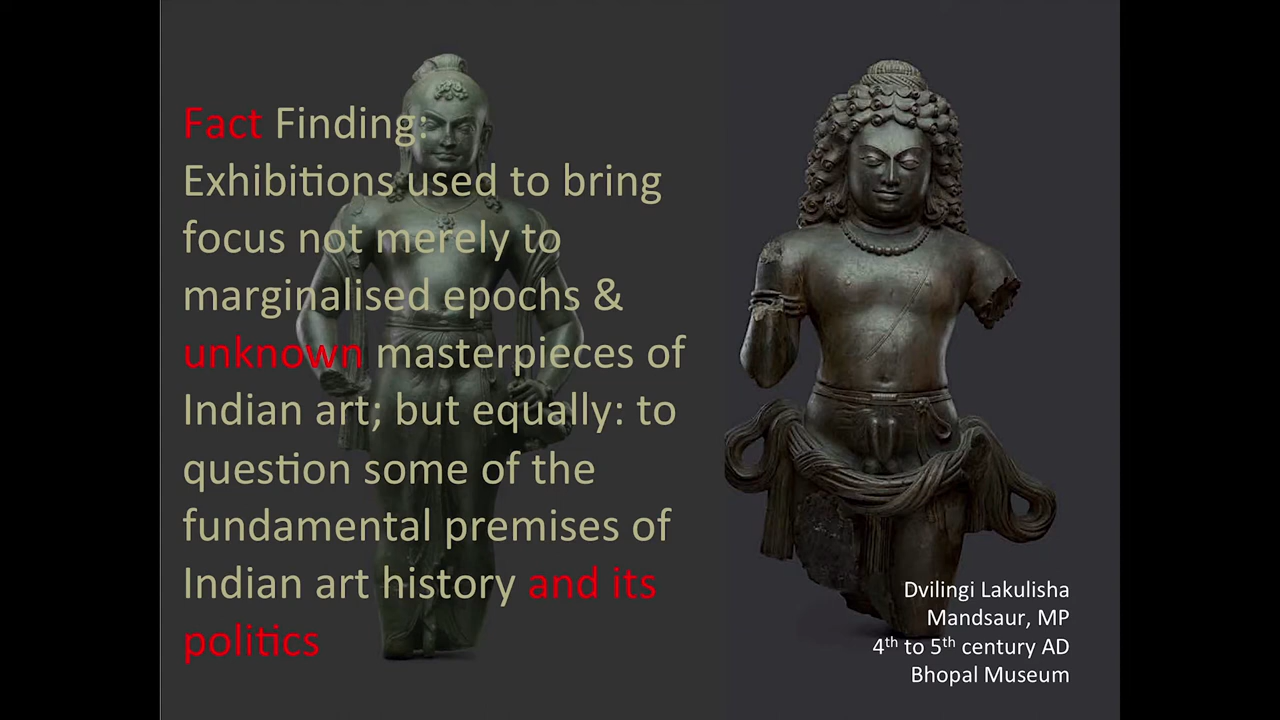 Fact Finding:
Exhibitions used to bring
focus not merely to
marginalised epochs &
unknown masterpieces of
Indian art; but equally: to
question some of the
fundamental premises of
Indian art history and its
politics
Dvilingi Lakulisha
Mandsaur, MP
4th to 5th century AD
Bhopal Museum